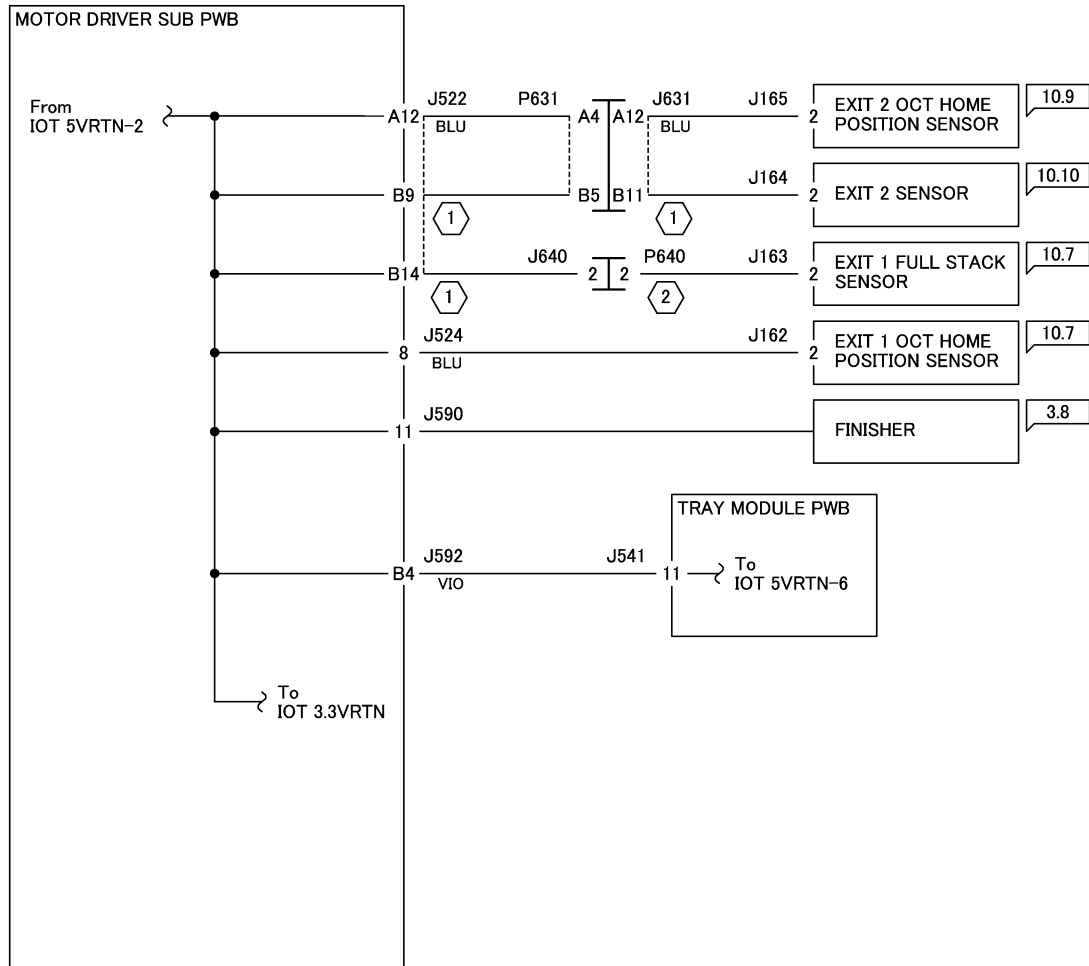 MOTOR DRIVER SUB PWB
From
IOT 5VRTN-2
A12
J522
BLU
P631
A4
A12
J631
BLU
J165
2
EXIT 2 OCT HOME
POSITION SENSOR
10.9
B9
1
B5
B11
1
J164
2
EXIT 2 SENSOR
10.10
B14
1
J640
2
2
P640
2
J163
2
EXIT 1 FULL STACK
SENSOR
10.7
8
J524
BLU
J162
2
EXIT 1 OCT HOME
POSITION SENSOR
10.7
11
J590
FINISHER
3.8
TRAY MODULE PWB
B4
J592
VIO
J541
11
To
IOT 5VRTN-6
To
IOT 3.3VRTN